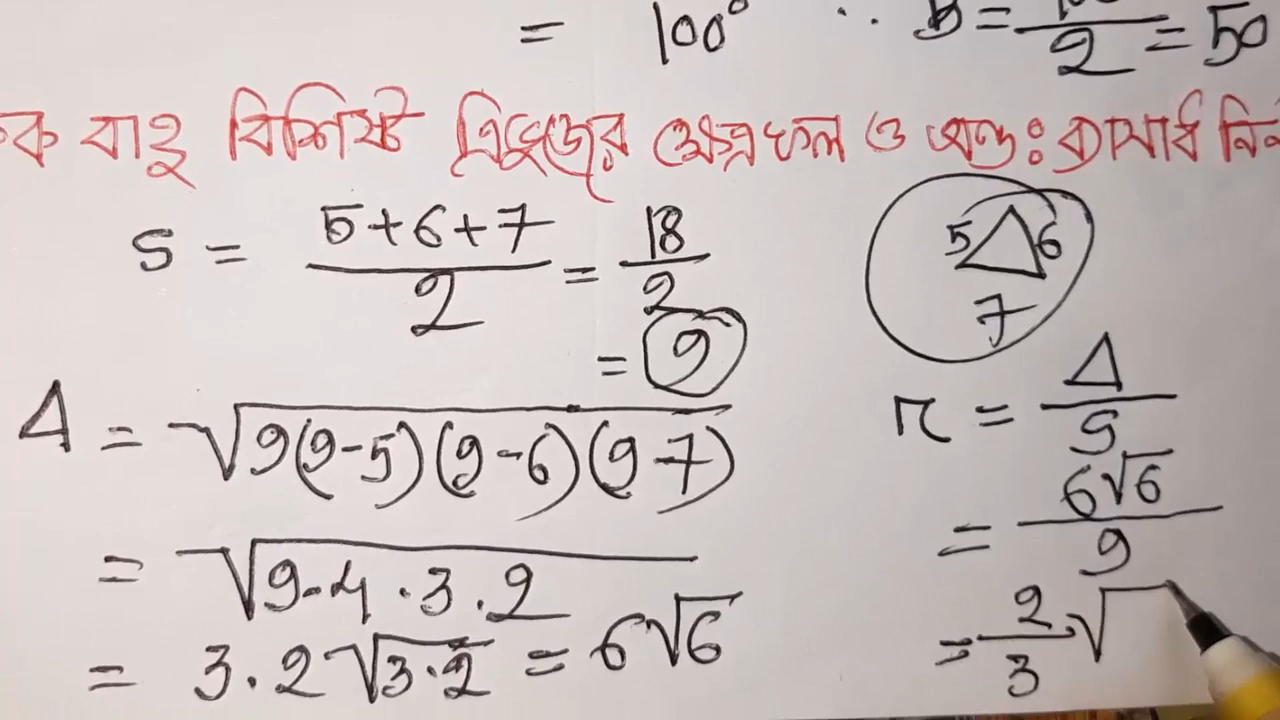 = 100° ∴ B = 100/2 = 50
ক বাহু বিশিষ্ট ত্রিভুজের ক্ষেত্রফল ও অন্তঃব্যাসার্ধ
S = (5+6+7)/2 = 18/2
= 9
5 6
7
Δ = √(9(9-5)(9-6)(9-7))
= √(9.4.3.2)
= 3.2√(3.2) = 6√6
r = Δ/S
= 6√6/9
= 2/3 √